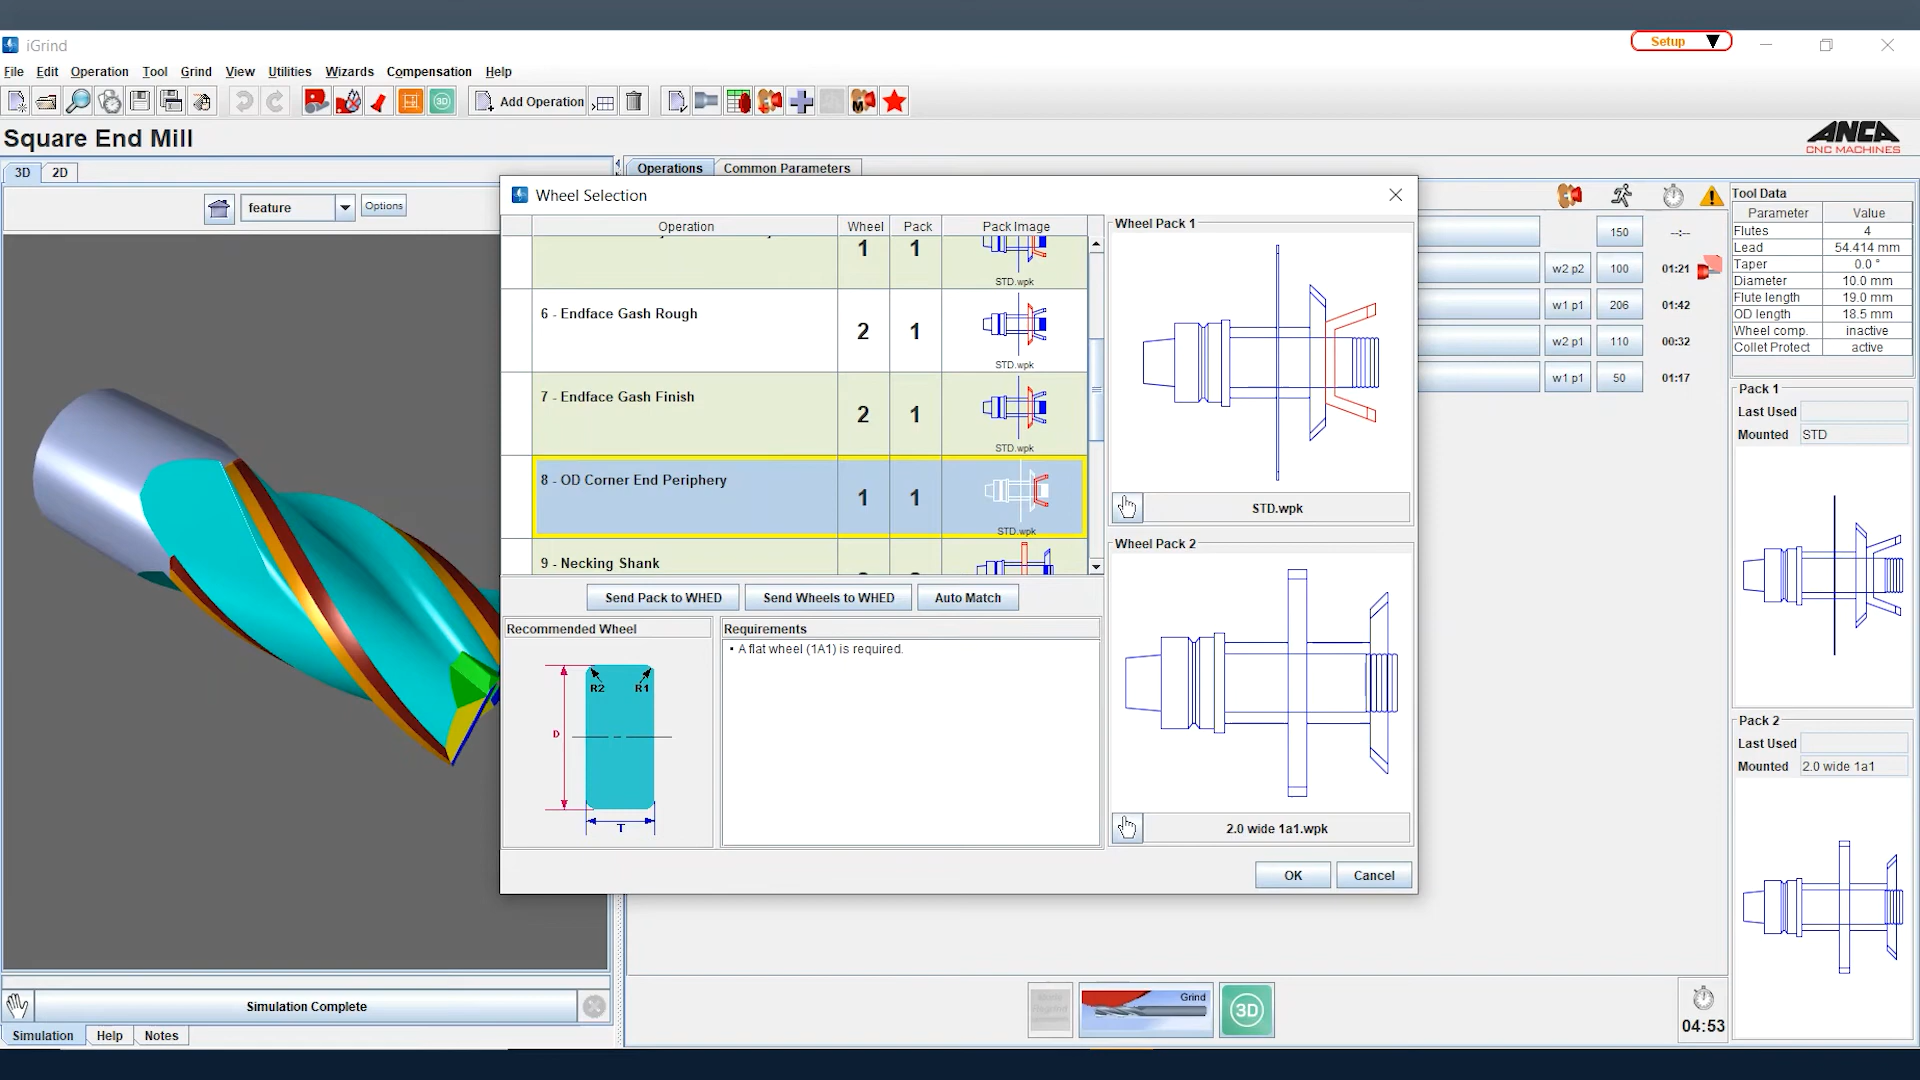 iGrind
Setup
File Edit Operation Tool Grind View Utilities Wizards Compensation Help
Add Operation
3D
M
Square End Mill
ANCA
CNC MACHINES
3D 2D
Operations Common Parameters
feature
Options
Wheel Selection
Operation Wheel Pack Pack Image
1 1
STD.wpk
6 - Endface Gash Rough
2 1
STD.wpk
7 - Endface Gash Finish
2 1
STD.wpk
8 - OD Corner End Periphery
1 1
STD.wpk
9 - Necking Shank
Send Pack to WHED Send Wheels to WHED Auto Match
Recommended Wheel
R2 R1
D
T
Requirements
▪ A flat wheel (1A1) is required.
Wheel Pack 1
STD.wpk
Wheel Pack 2
2.0 wide 1a1.wpk
OK Cancel
150 --:--
w2 p2 100 01:21
w1 p1 206 01:42
w2 p1 110 00:32
w1 p1 50 01:17
Tool Data
Parameter Value
Flutes 4
Lead 54.414 mm
Taper 0.0 °
Diameter 10.0 mm
Flute length 19.0 mm
OD length 18.5 mm
Wheel comp. inactive
Collet Protect active
Pack 1
Last Used
Mounted STD
Pack 2
Last Used
Mounted 2.0 wide 1a1
Simulation Complete
Simulation Help Notes
Grind
3D
04:53